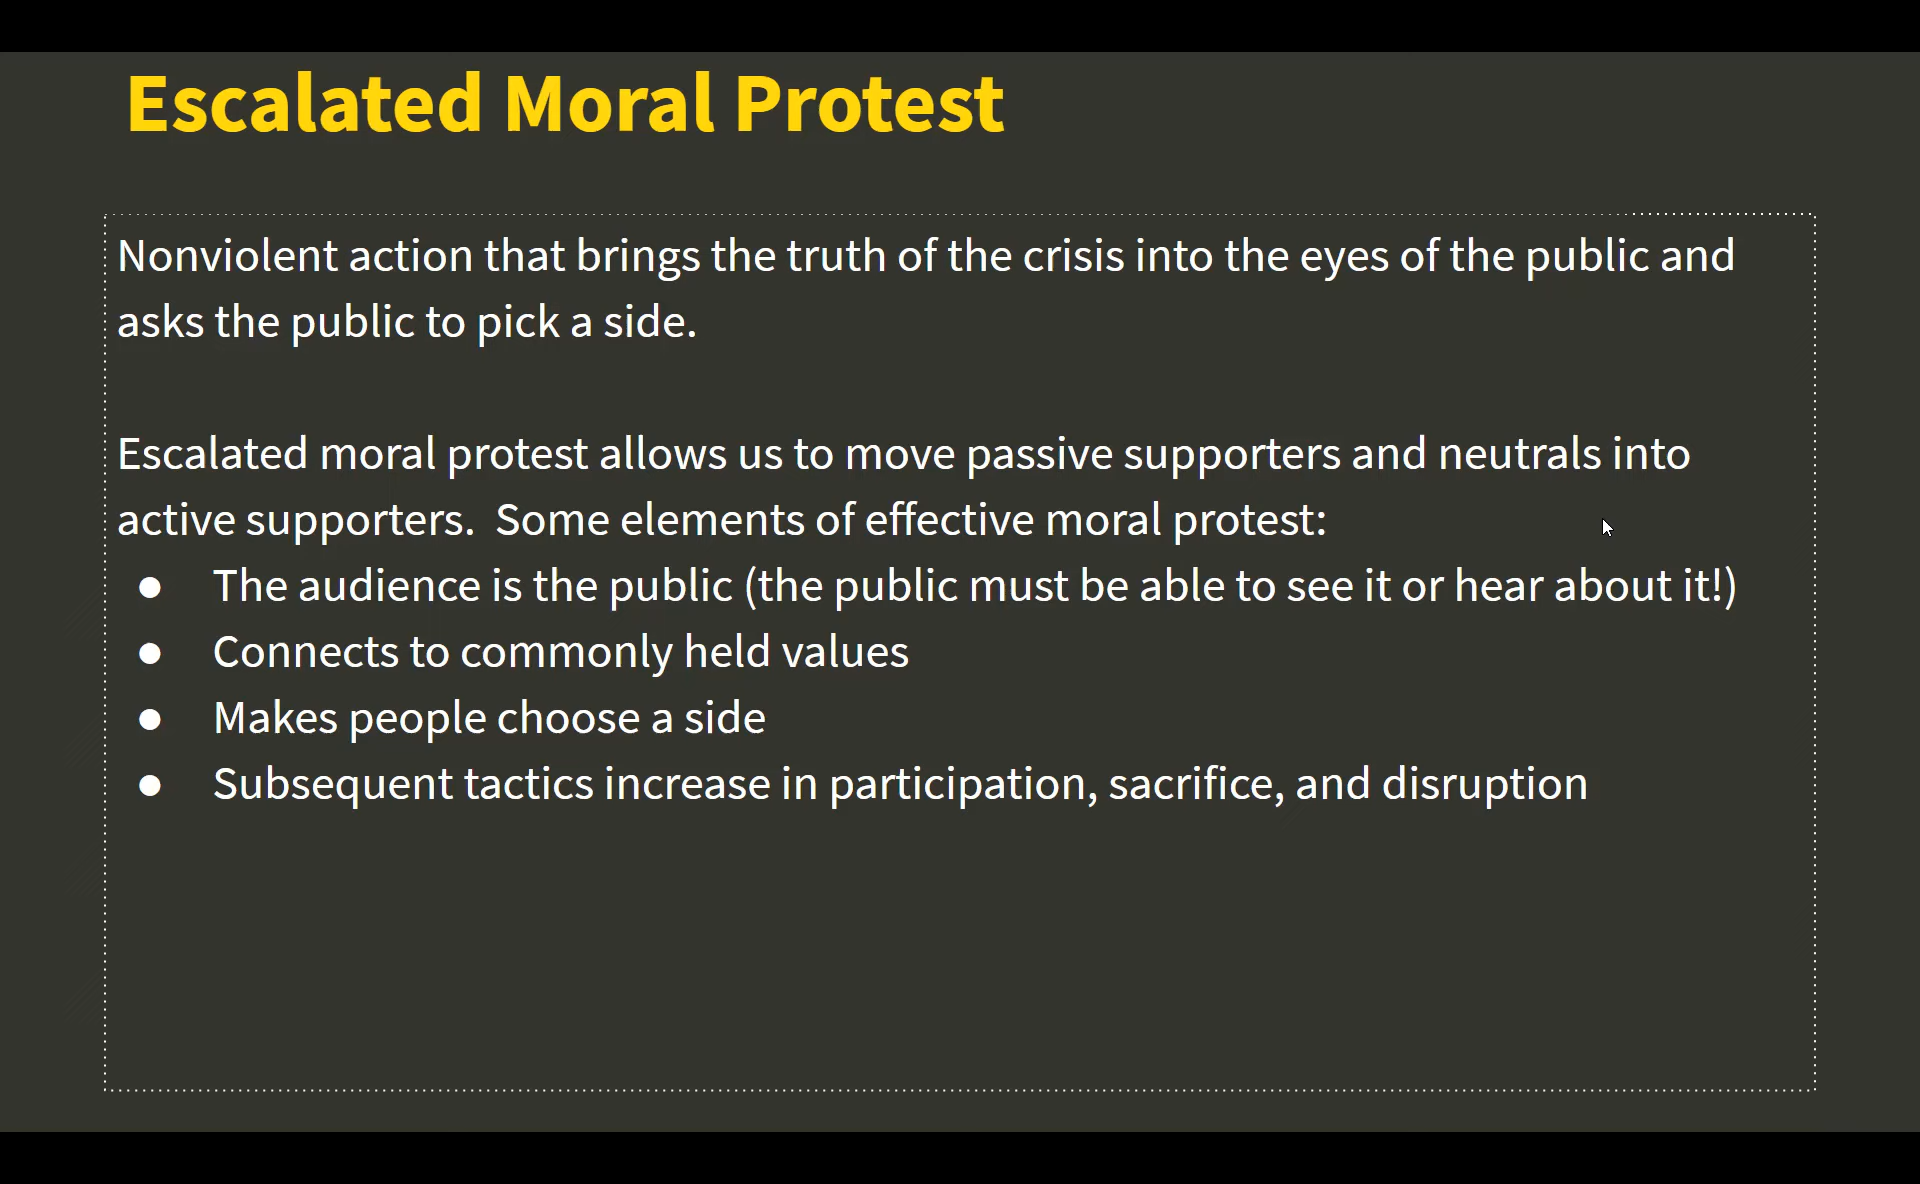 Escalated Moral Protest
Nonviolent action that brings the truth of the crisis into the eyes of the public and
asks the public to pick a side.
Escalated moral protest allows us to move passive supporters and neutrals into
active supporters.  Some elements of effective moral protest:
● The audience is the public (the public must be able to see it or hear about it!)
● Connects to commonly held values
● Makes people choose a side
● Subsequent tactics increase in participation, sacrifice, and disruption